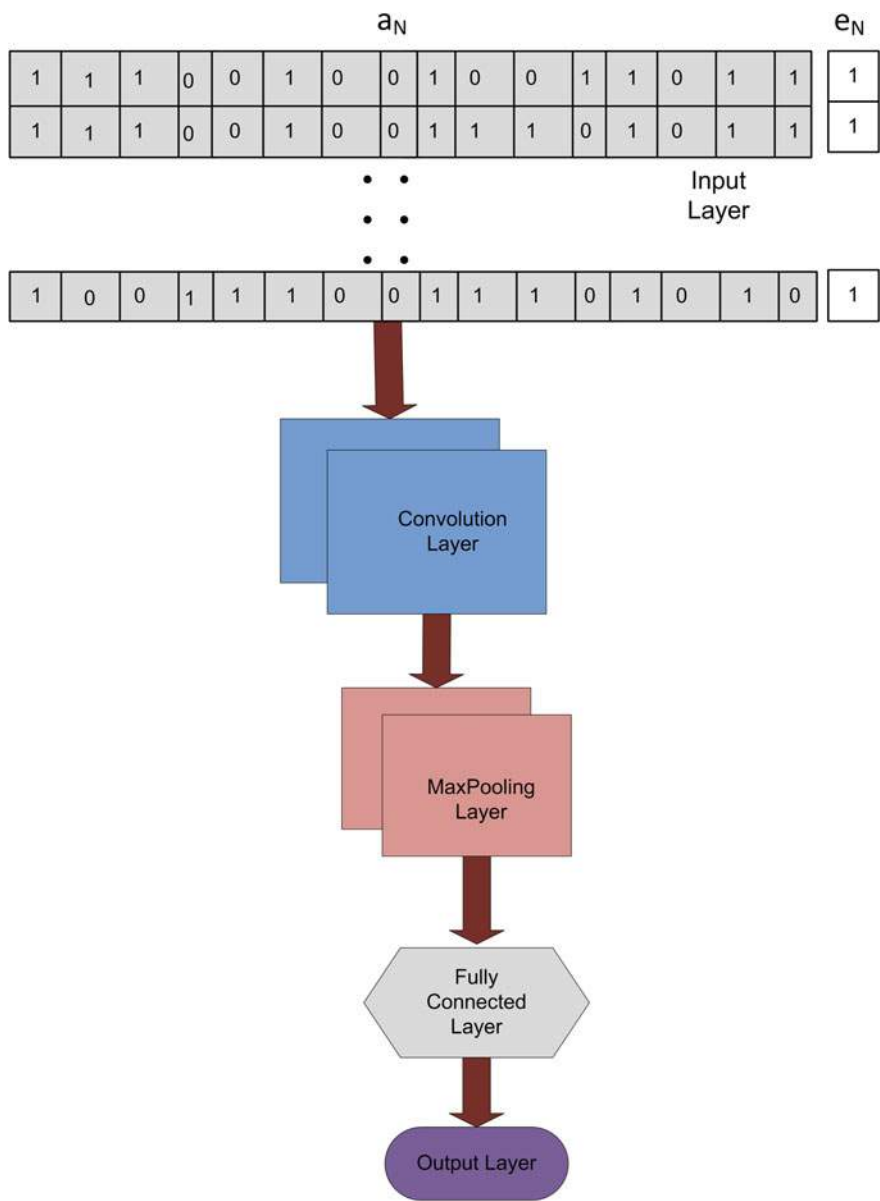 aN eN
1 1 1 0 0 1 0 0 1 0 0 1 1 0 1 1 1
1 1 1 0 0 1 0 0 1 1 1 0 1 0 1 1 1
Input
Layer
1 0 0 1 1 1 0 0 1 1 1 0 1 0 1 0 1
Convolution
Layer
MaxPooling
Layer
Fully
Connected
Layer
Output Layer